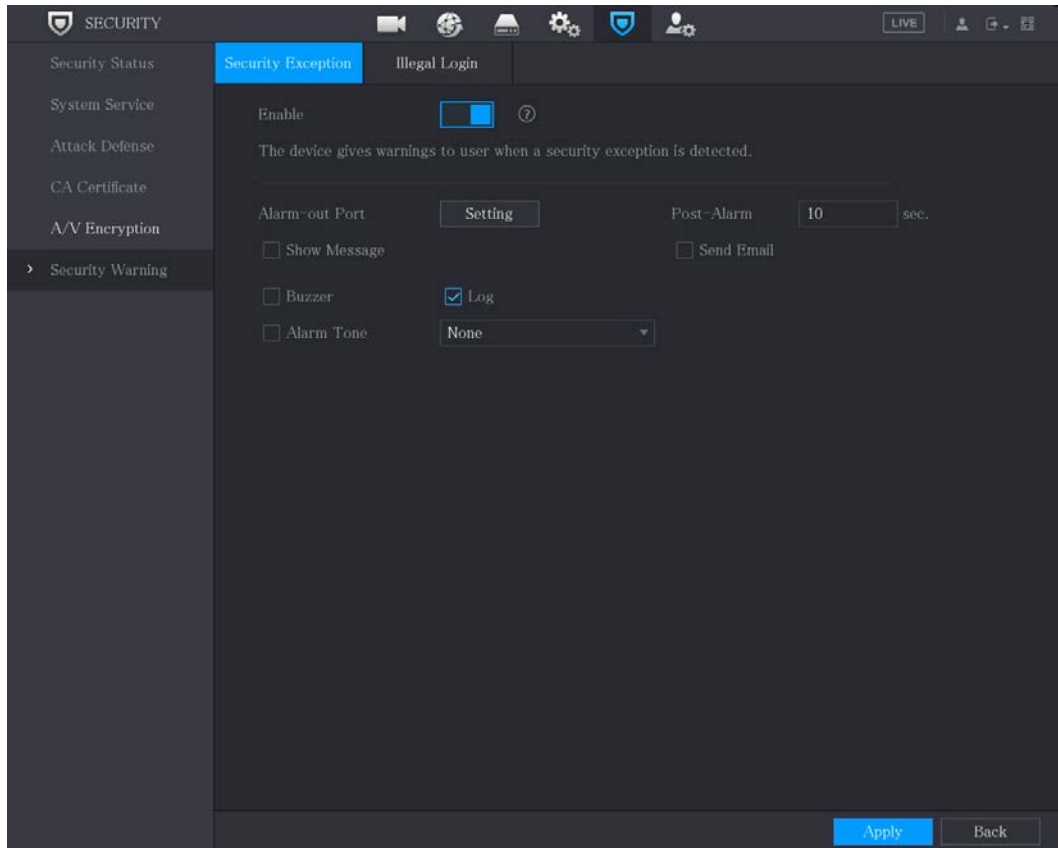 SECURITY
LIVE
Security Status
System Service
Attack Defense
CA Certificate
A/V Encryption
Security Warning
Security Exception Illegal Login
Enable ?
The device gives warnings to user when a security exception is detected.
Alarm-out Port Setting Post-Alarm 10 sec.
Show Message Send Email
Buzzer Log
Alarm Tone None
Apply Back